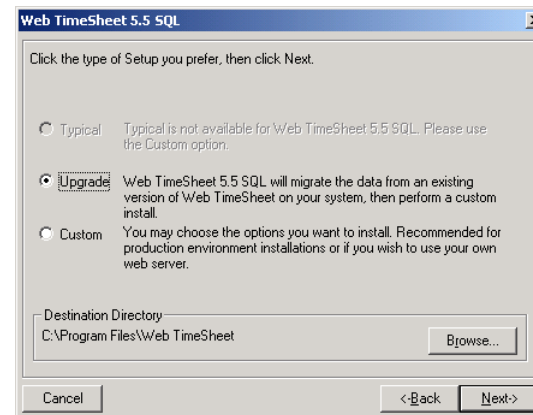 Web TimeSheet 5.5 SQL
Click the type of Setup you prefer, then click Next.
Typical Typical is not available for Web TimeSheet 5.5 SQL. Please use
the Custom option.
Upgrade Web TimeSheet 5.5 SQL will migrate the data from an existing
version of Web TimeSheet on your system, then perform a custom
install.
Custom You may choose the options you want to install. Recommended for
production environment installations or if you wish to use your own
web server.
Destination Directory
C:\Program Files\Web TimeSheet
Browse...
Cancel <-Back Next->